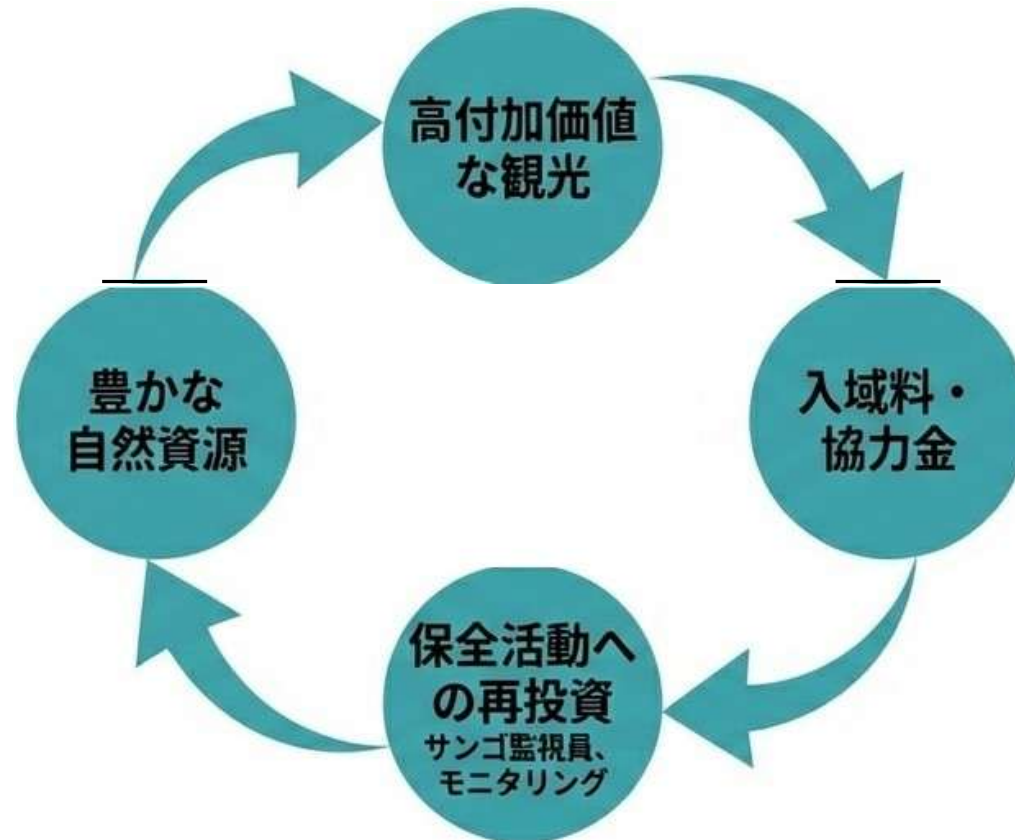 高付加価値
な観光
豊かな
自然資源
入域料・
協力金
保全活動へ
の再投資
サンゴ監視員、
モニタリング